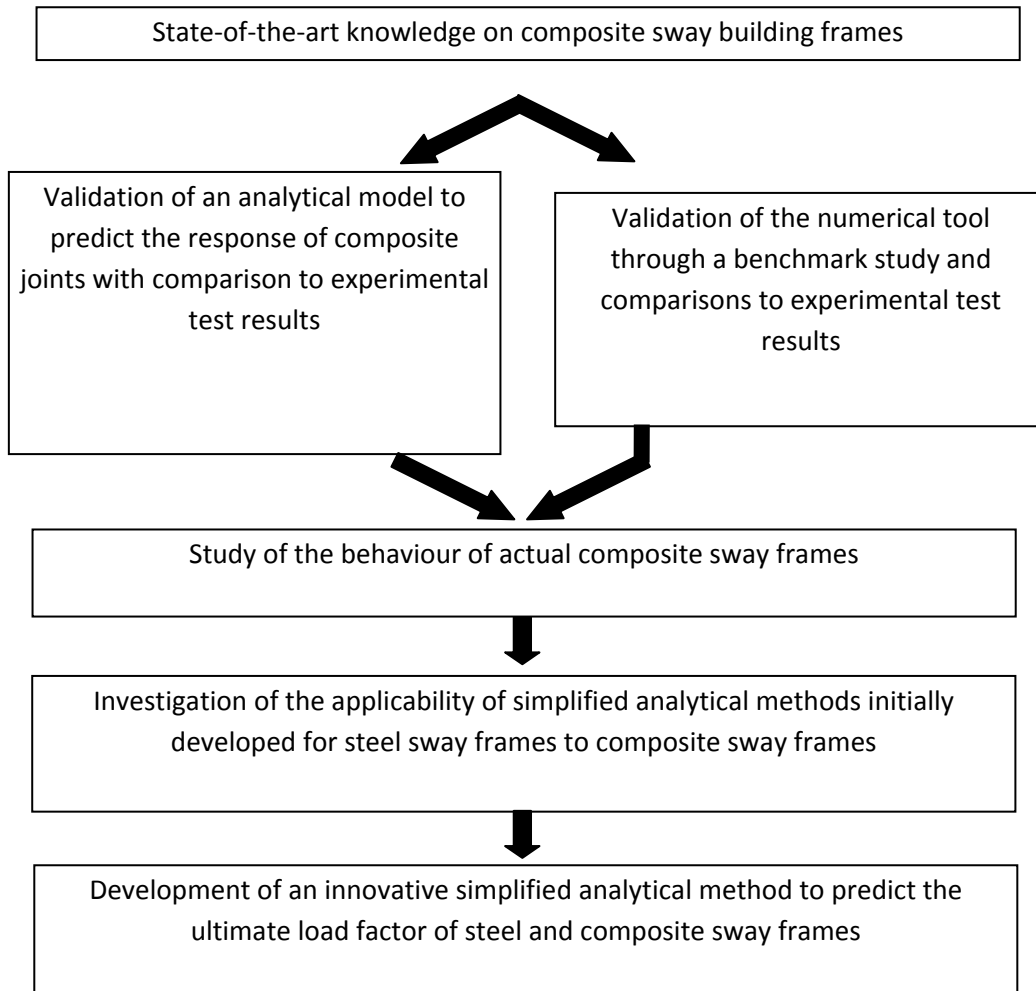 State-of-the-art knowledge on composite sway building frames
Validation of an analytical model to
predict the response of composite
joints with comparison to experimental
test results
Validation of the numerical tool
through a benchmark study and
comparisons to experimental test
results
Study of the behaviour of actual composite sway frames
Investigation of the applicability of simplified analytical methods initially
developed for steel sway frames to composite sway frames
Development of an innovative simplified analytical method to predict the
ultimate load factor of steel and composite sway frames